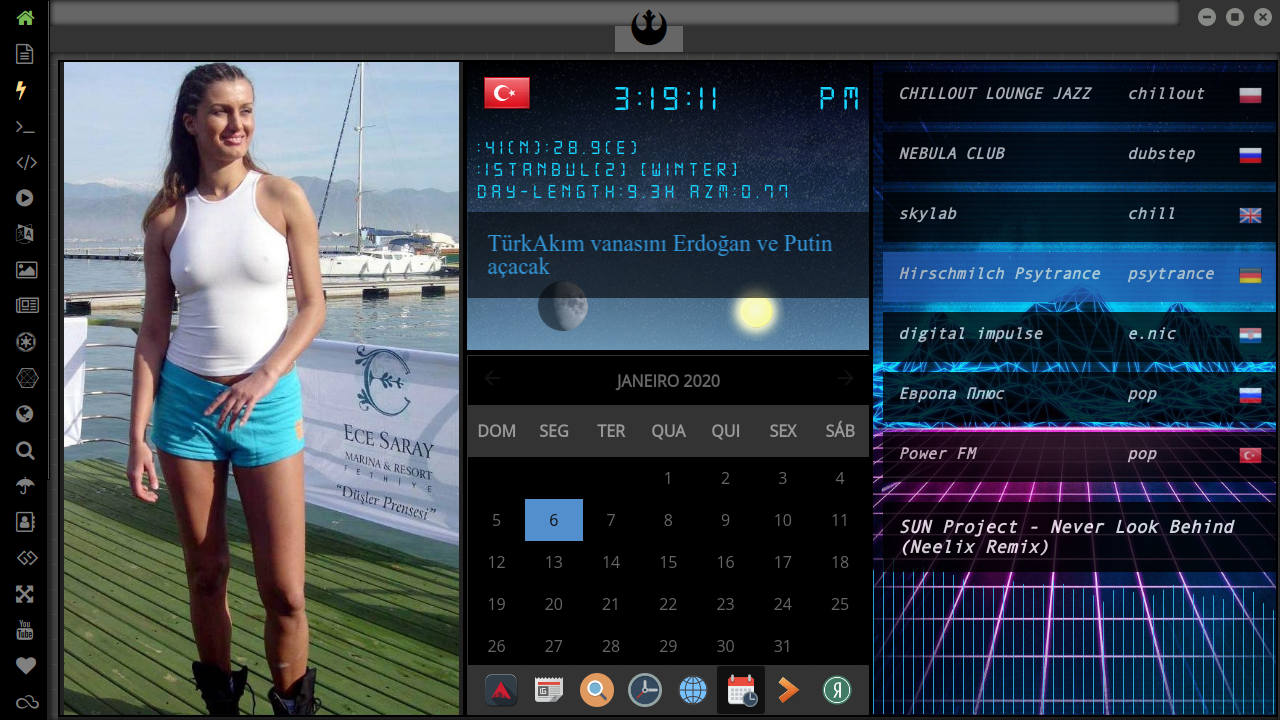 You
Tube
ECE SARAY
MARINA & RESORT
FETHİYE
“Düşler Prensesi”
3:19:11 PM
:41(N):28.9(E)
:ISTANBUL(2) (WINTER)
DAY-LENGTH:9.3H AZM:0.77
TürkAkım vanasını Erdoğan ve Putin
açacak
JANEIRO 2020
DOM SEG TER QUA QUI SEX SÁB
1 2 3 4
5 6 7 8 9 10 11
12 13 14 15 16 17 18
19 20 21 22 23 24 25
26 27 28 29 30 31
Я
CHILLOUT LOUNGE JAZZ chillout
NEBULA CLUB dubstep
skylab chill
Hirschmilch Psytrance psytrance
digital impulse e.nic
Европа Плюс pop
Power FM pop
SUN Project - Never Look Behind
(Neelix Remix)